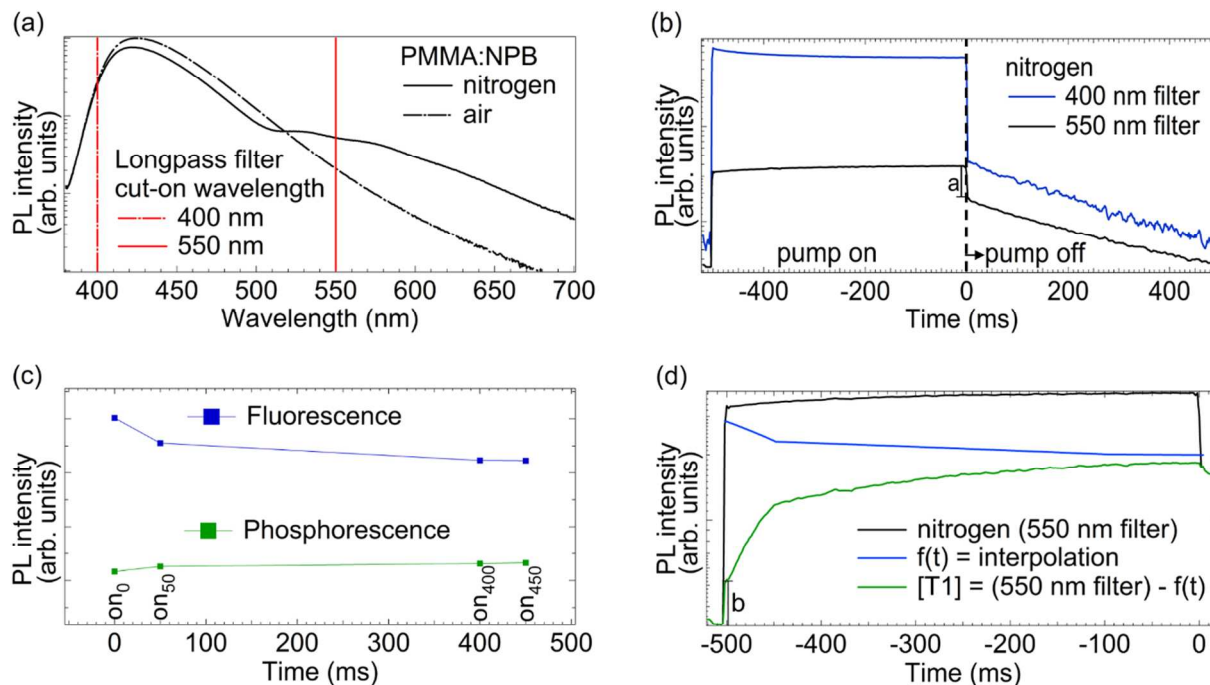 (a)
PL intensity
(arb. units)
PMMA:NPB
nitrogen
air
Longpass filter
cut-on wavelength
400 nm
550 nm
400 450 500 550 600 650 700
Wavelength (nm)
(b)
PL intensity
(arb. units)
nitrogen
400 nm filter
550 nm filter
a
pump on
pump off
-400 -200 0 200 400
Time (ms)
(c)
PL intensity
(arb. units)
Fluorescence
Phosphorescence
on0
on50
on400
on450
0 100 200 300 400 500
Time (ms)
(d)
PL intensity
(arb. units)
nitrogen (550 nm filter)
f(t) = interpolation
[T1] = (550 nm filter) - f(t)
b
-500 -400 -300 -200 -100 0
Time (ms)